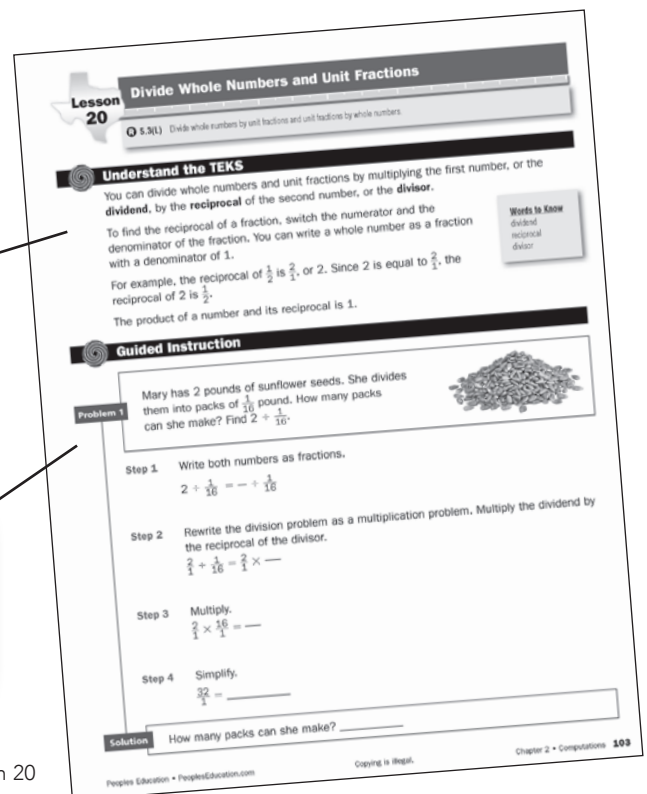 Lesson
20
Divide Whole Numbers and Unit Fractions
R 5.3(L) Divide whole numbers by unit fractions and unit fractions by whole numbers
Understand the TEKS
You can divide whole numbers and unit fractions by multiplying the first number, or the
dividend, by the reciprocal of the second number, or the divisor.
To find the reciprocal of a fraction, switch the numerator and the
denominator of the fraction. You can write a whole number as a fraction
with a denominator of 1.
For example, the reciprocal of 1/2 is 2/1, or 2. Since 2 is equal to 2/1, the
reciprocal of 2 is 1/2.
The product of a number and its reciprocal is 1.
Words to Know
dividend
reciprocal
divisor
Guided Instruction
Problem 1
Mary has 2 pounds of sunflower seeds. She divides
them into packs of 1/16 pound. How many packs
can she make? Find 2 ÷ 1/16.
Step 1 Write both numbers as fractions.
2 ÷ 1/16 = — ÷ 1/16
Step 2 Rewrite the division problem as a multiplication problem. Multiply the dividend by
the reciprocal of the divisor.
2/1 ÷ 1/16 = 2/1 × —
Step 3 Multiply.
2/1 × 16/1 = —
Step 4 Simplify.
32/1 = ________
Solution How many packs can she make? ________
Peoples Education • PeoplesEducation.com Copying is illegal. Chapter 2 • Computations 103
n 20